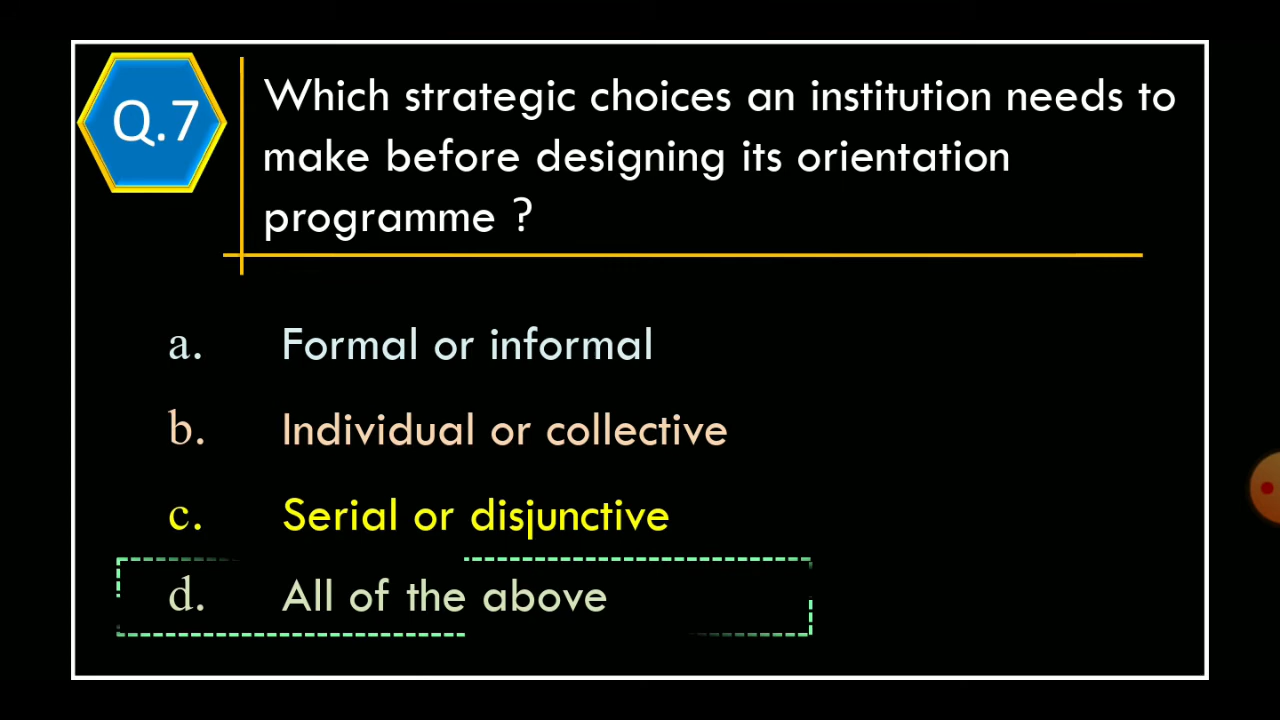 Q.7
Which strategic choices an institution needs to
make before designing its orientation
programme ?
a. Formal or informal
b. Individual or collective
c. Serial or disjunctive
d. All of the above